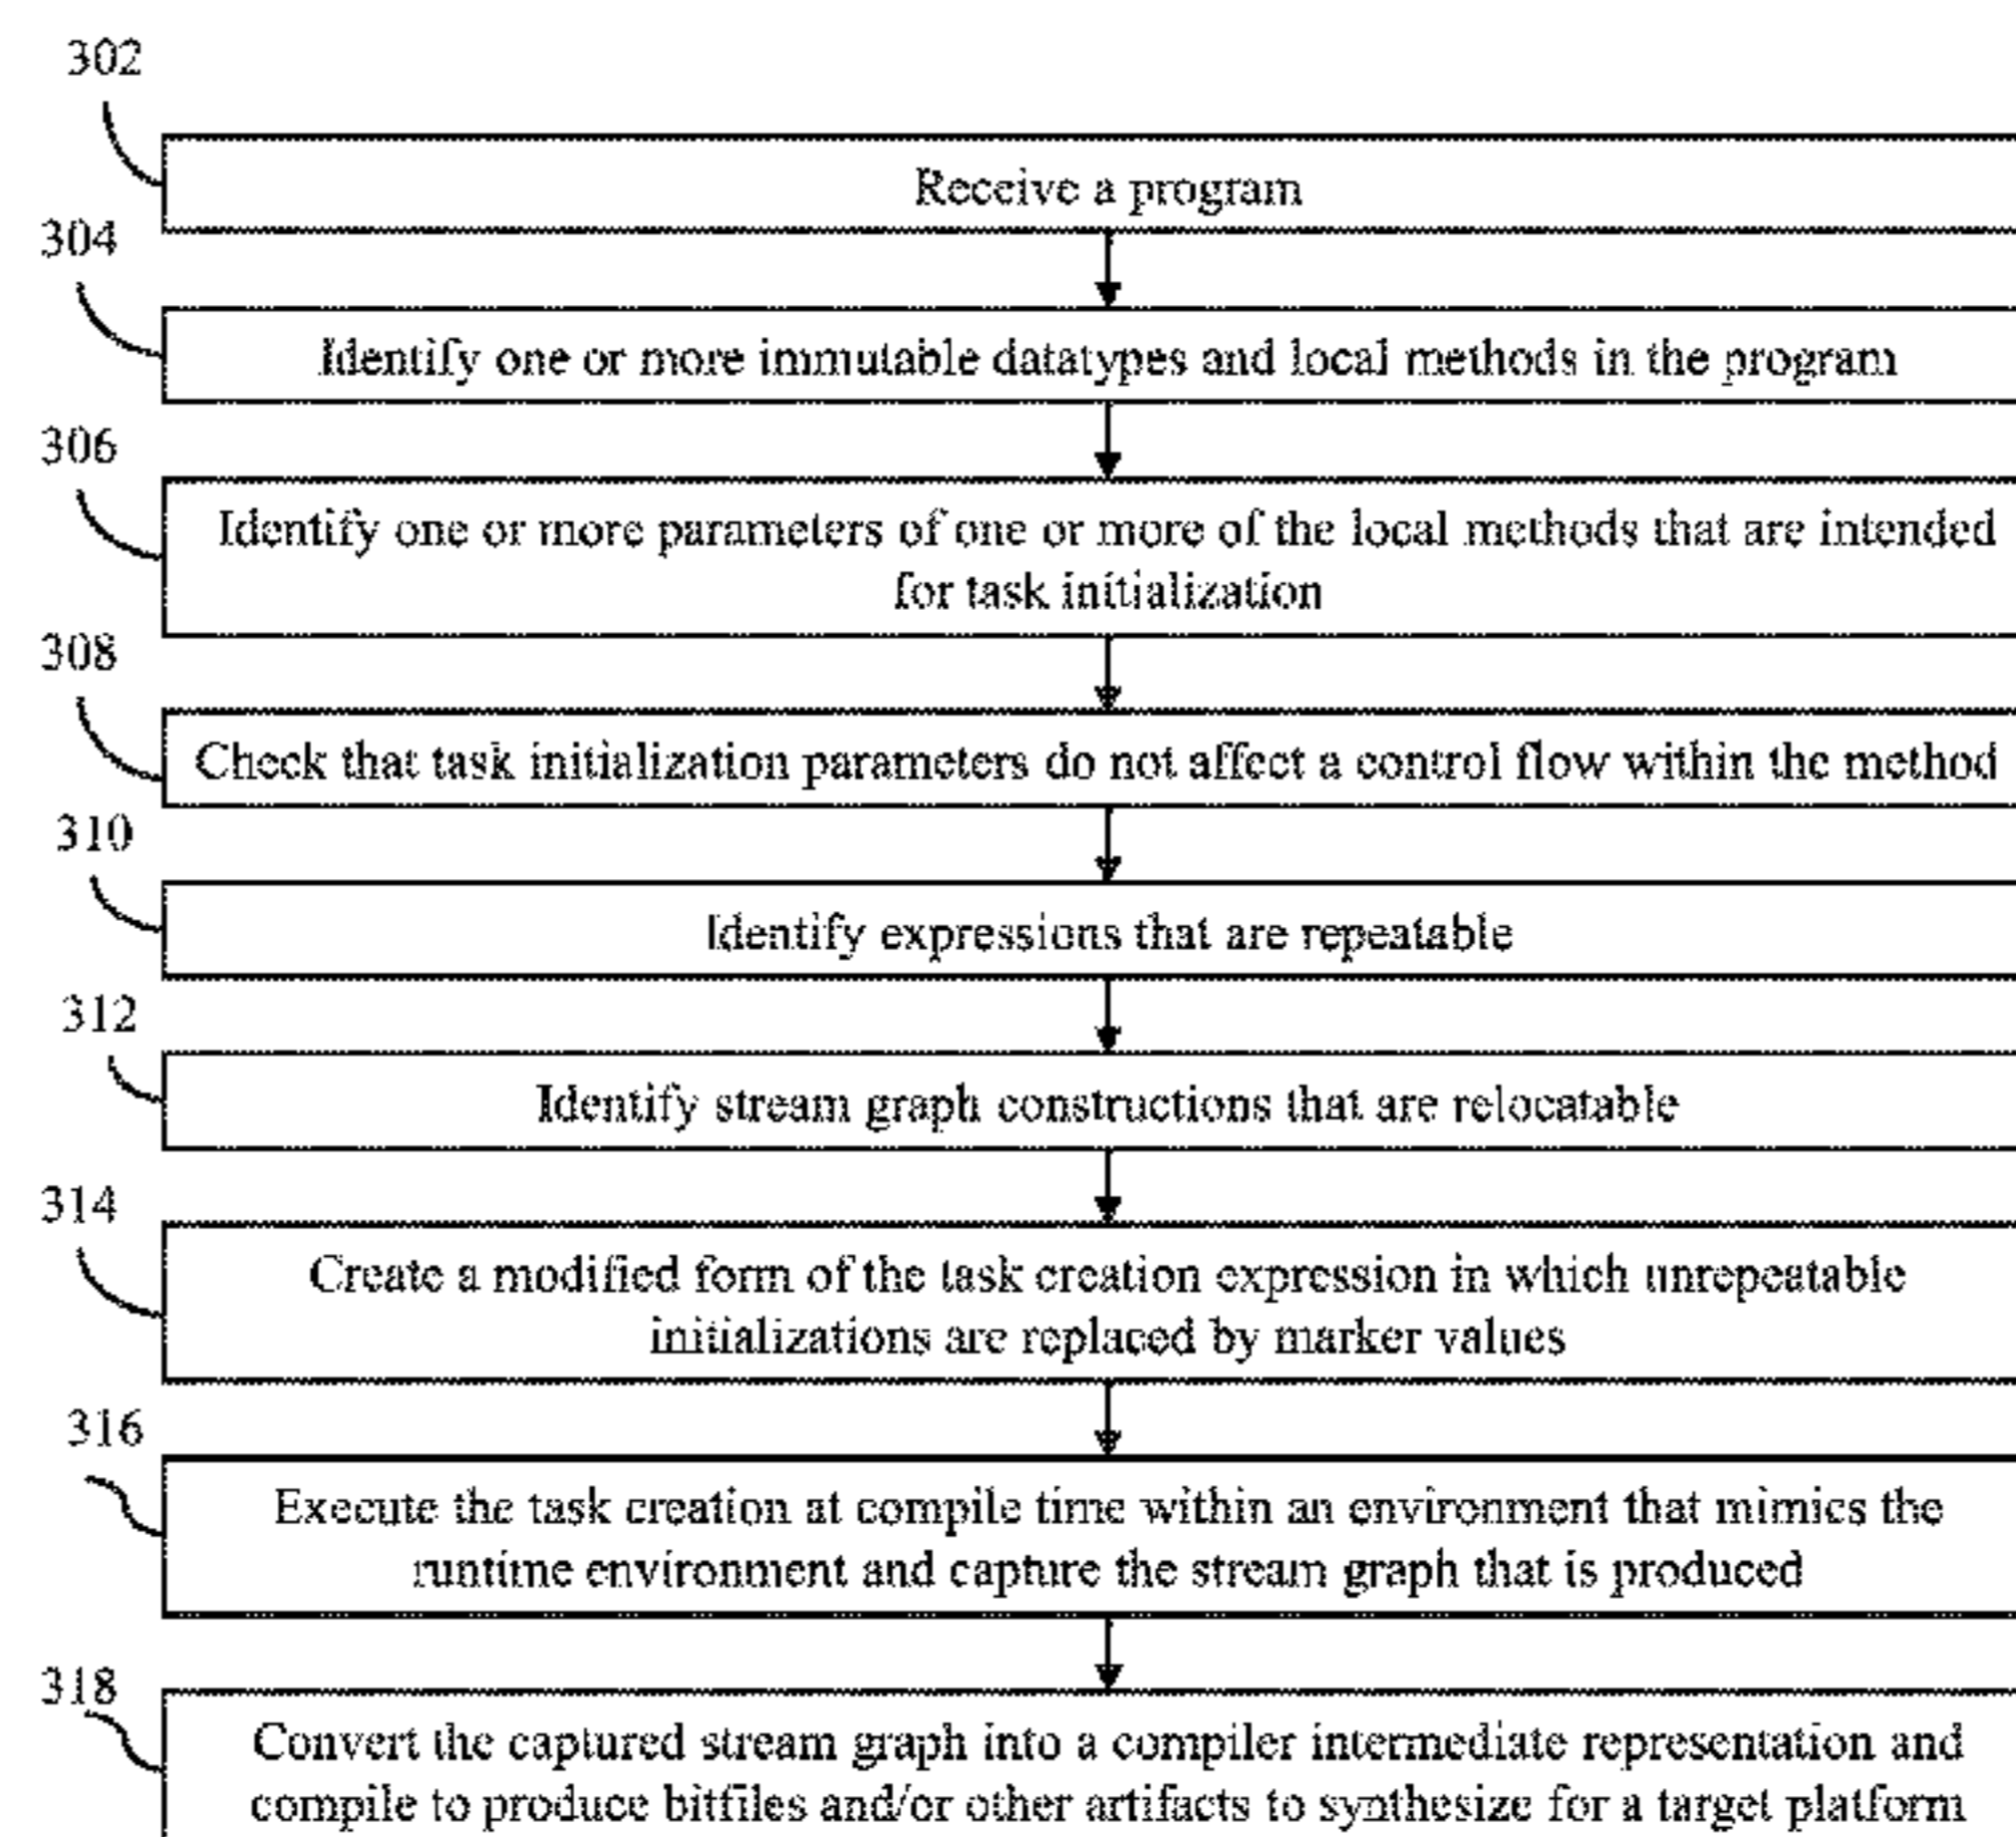 302
Receive a program
304
Identify one or more immutable datatypes and local methods in the program
306
Identify one or more parameters of one or more of the local methods that are intended
for task initialization
308
Check that task initialization parameters do not affect a control flow within the method
310
Identify expressions that are repeatable
312
Identify stream graph constructions that are relocatable
314
Create a modified form of the task creation expression in which unrepeatable
initializations are replaced by marker values
316
Execute the task creation at compile time within an environment that mimics the
runtime environment and capture the stream graph that is produced
318
Convert the captured stream graph into a compiler intermediate representation and
compile to produce bitfiles and/or other artifacts to synthesize for a target platform